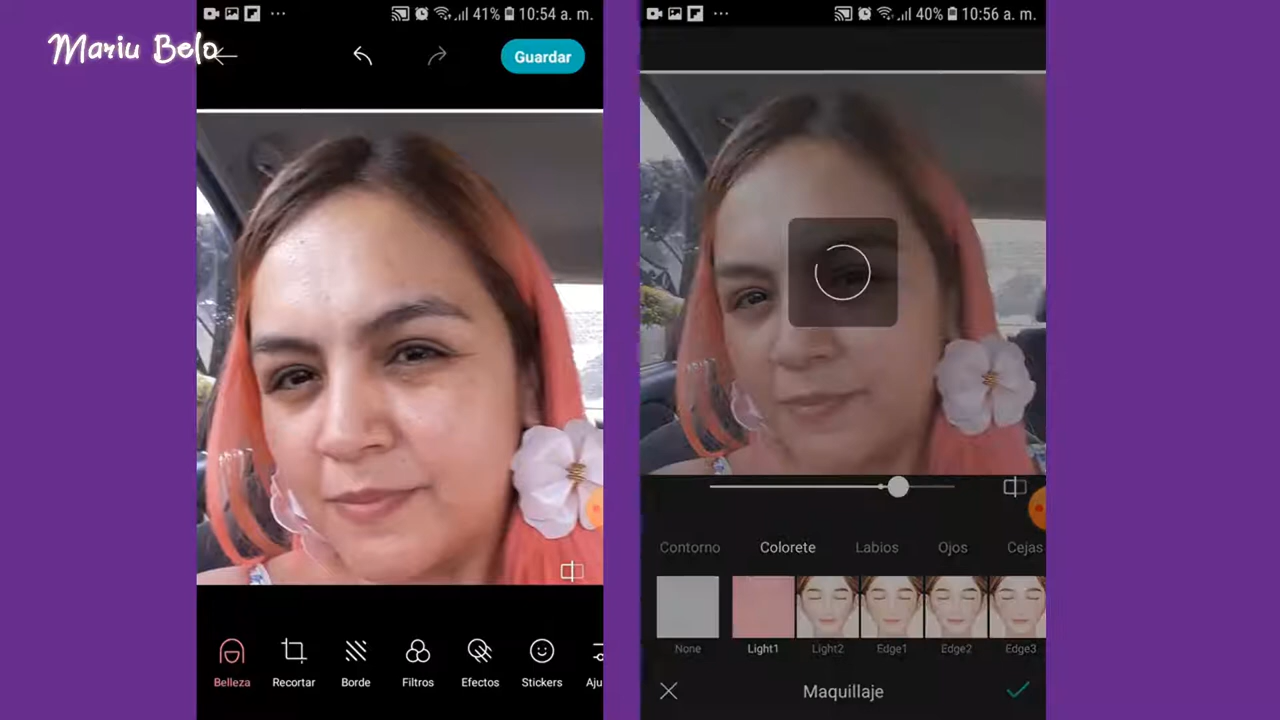 Mariu Belo
41% 10:54 a. m.
Guardar
Belleza Recortar Borde Filtros Efectos Stickers Aju
40% 10:56 a. m.
Contorno Colorete Labios Ojos Cejas
None Light1 Light2 Edge1 Edge2 Edge3
Maquillaje